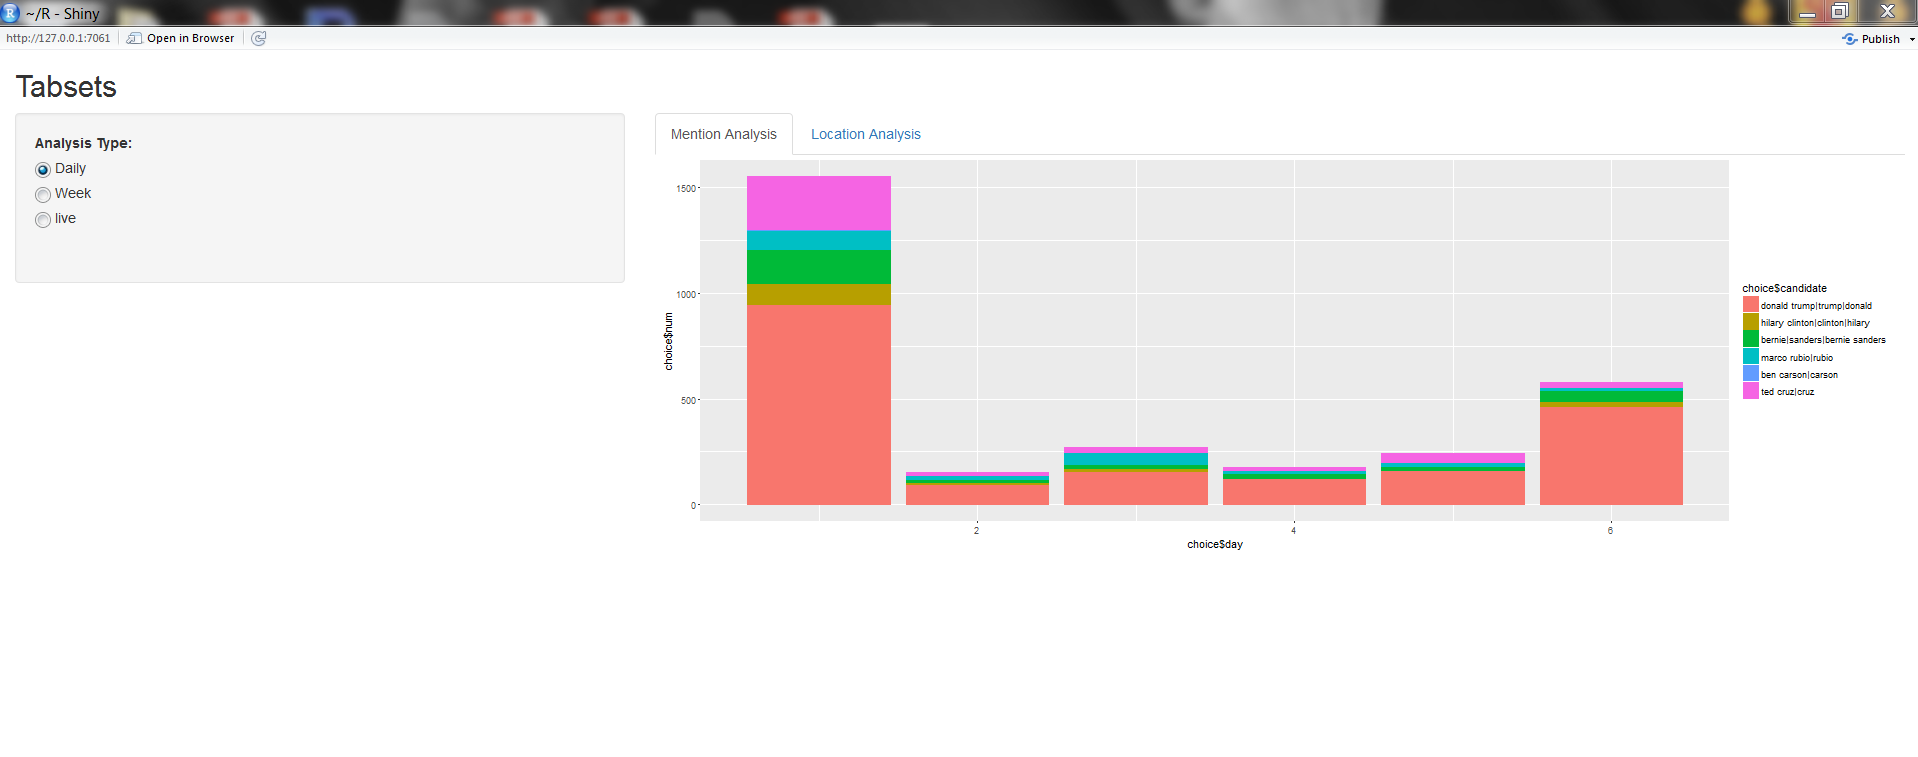 ~/R - Shiny
http://127.0.0.1:7061 Open in Browser Publish
Tabsets
Analysis Type:
Daily
Week
live
Mention Analysis Location Analysis
1500
1000
500
0
choice$num
2 4 6
choice$day
choice$candidate
donald trump|trump|donald
hilary clinton|clinton|hilary
bernie|sanders|bernie sanders
marco rubio|rubio
ben carson|carson
ted cruz|cruz